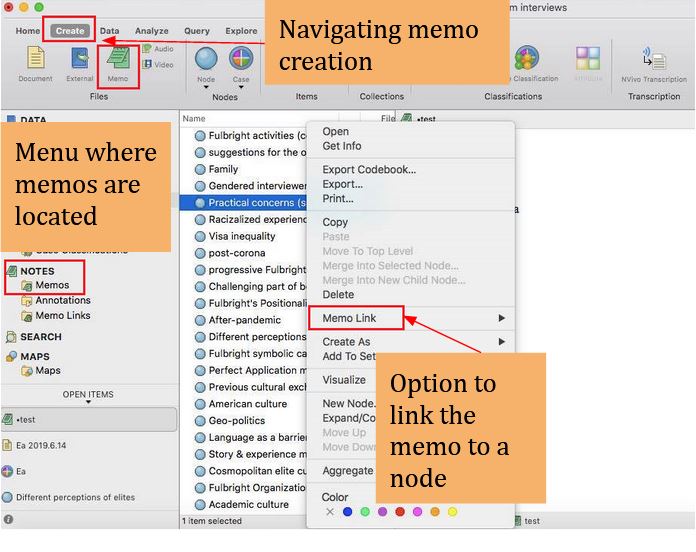 m interviews
Home Create Data Analyze Query Explore
Navigating memo
creation
Audio
Video
Document External Memo Node Case Classification Attribute NVivo Transcription
Files Nodes Items Collections Classifications Transcription
DATA
Menu where
memos are
located
NOTES
Memos
Annotations
Memo Links
SEARCH
MAPS
Maps
OPEN ITEMS
•test
Ea 2019.6.14
Ea
Different perceptions of elites
Name File •test
Fulbright activities (c
suggestions for the o
Family
Gendered interviewer
Practical concerns (s
Racizalized experienc
Visa inequality
post-corona
progressive Fulbright
Challenging part of b
Fulbright's Positionali
After-pandemic
Different perceptions
Fulbright symbolic ca
Perfect Application m
Previous cultural excl
American culture
Geo-politics
Language as a barrie
Story & experience m
Cosmopolitan elite cu
Fulbright Organizatio
Academic culture
1 item selected
Open
Get Info
Export Codebook...
Export...
Print...
Copy
Paste
Move To Top Level
Merge Into Selected Node...
Merge Into New Child Node...
Delete
Memo Link
Create As
Add To Set
Visualize
New Node.
Expand/Co
Move Up
Move Down
Aggregate
Color
a
Option to
link the
memo to a
node
test